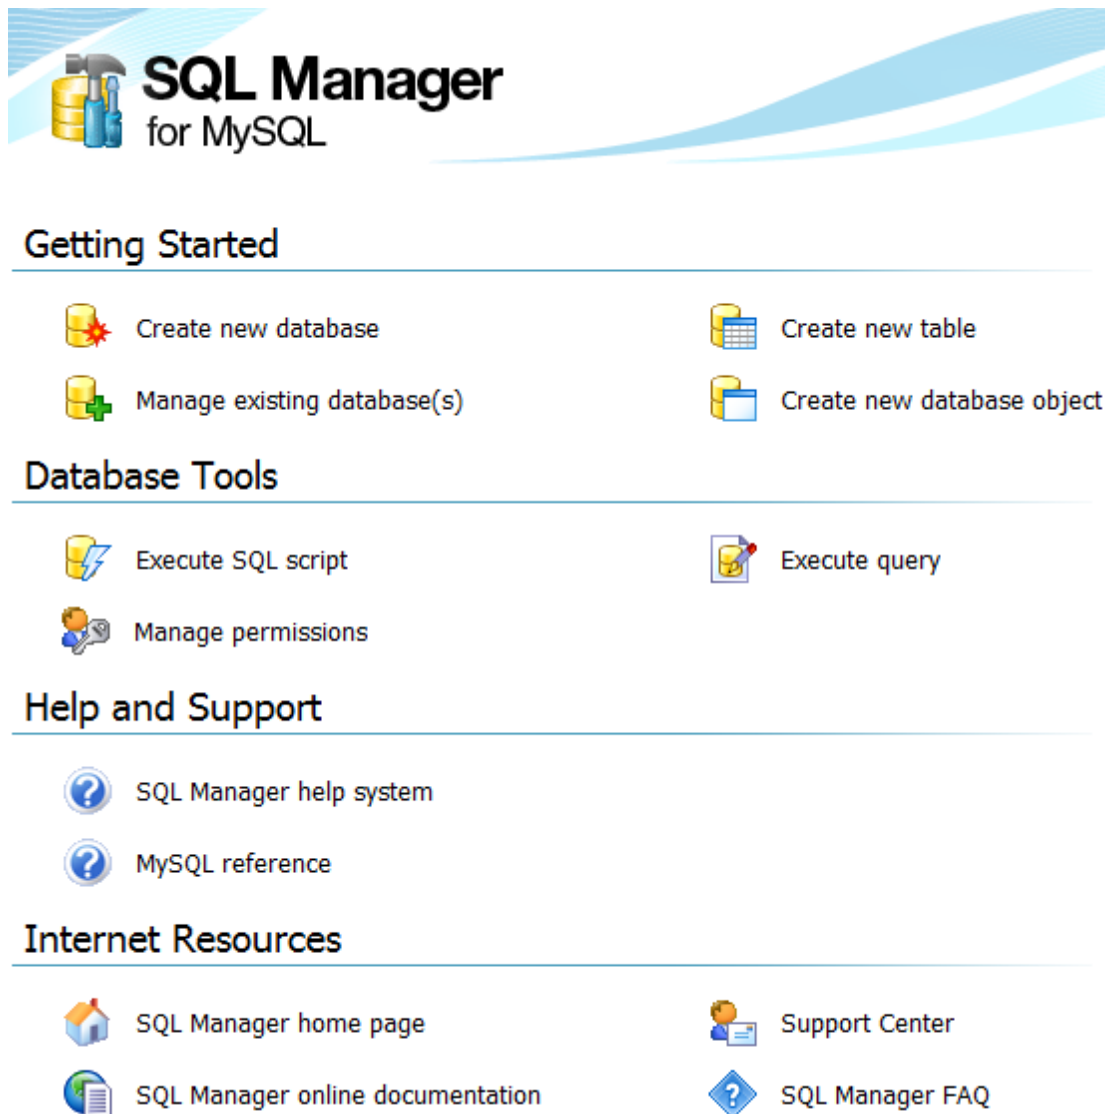 SQL Manager
for MySQL
Getting Started
Create new database
Create new table
Manage existing database(s)
Create new database object
Database Tools
Execute SQL script
Execute query
Manage permissions
Help and Support
SQL Manager help system
MySQL reference
Internet Resources
SQL Manager home page
Support Center
SQL Manager online documentation
SQL Manager FAQ